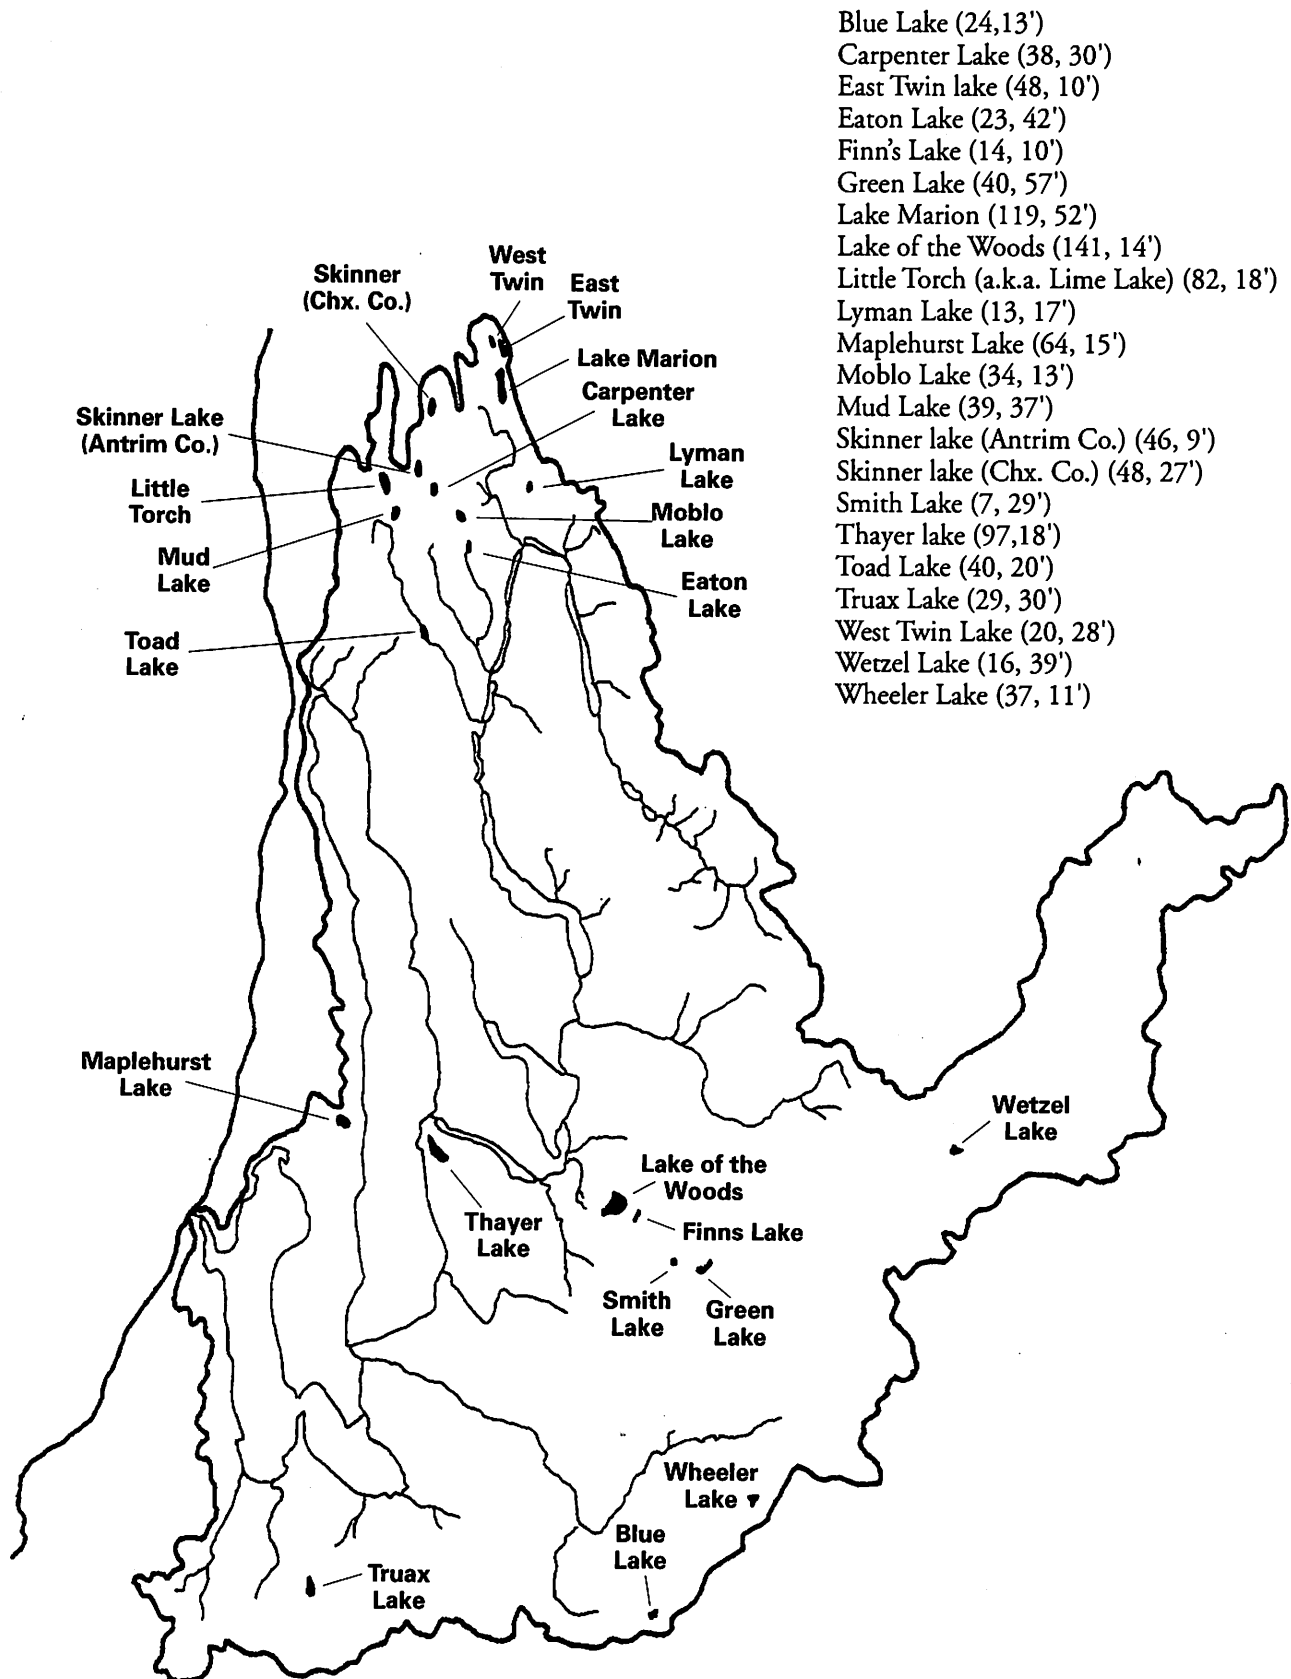 Blue Lake (24,13')
Carpenter Lake (38, 30')
East Twin lake (48, 10')
Eaton Lake (23, 42')
Finn's Lake (14, 10')
Green Lake (40, 57')
Lake Marion (119, 52')
Lake of the Woods (141, 14')
Little Torch (a.k.a. Lime Lake) (82, 18')
Lyman Lake (13, 17')
Maplehurst Lake (64, 15')
Moblo Lake (34, 13')
Mud Lake (39, 37')
Skinner lake (Antrim Co.) (46, 9')
Skinner lake (Chx. Co.) (48, 27')
Smith Lake (7, 29')
Thayer lake (97,18')
Toad Lake (40, 20')
Truax Lake (29, 30')
West Twin Lake (20, 28')
Wetzel Lake (16, 39')
Wheeler Lake (37, 11')
West
Twin
East
Twin
Skinner
(Chx. Co.)
Lake Marion
Carpenter
Lake
Skinner Lake
(Antrim Co.)
Lyman
Lake
Little
Torch
Moblo
Lake
Mud
Lake
Eaton
Lake
Toad
Lake
Maplehurst
Lake
Wetzel
Lake
Lake of the
Woods
Thayer
Lake
Finns Lake
Smith
Lake
Green
Lake
Wheeler
Lake
Blue
Lake
Truax
Lake